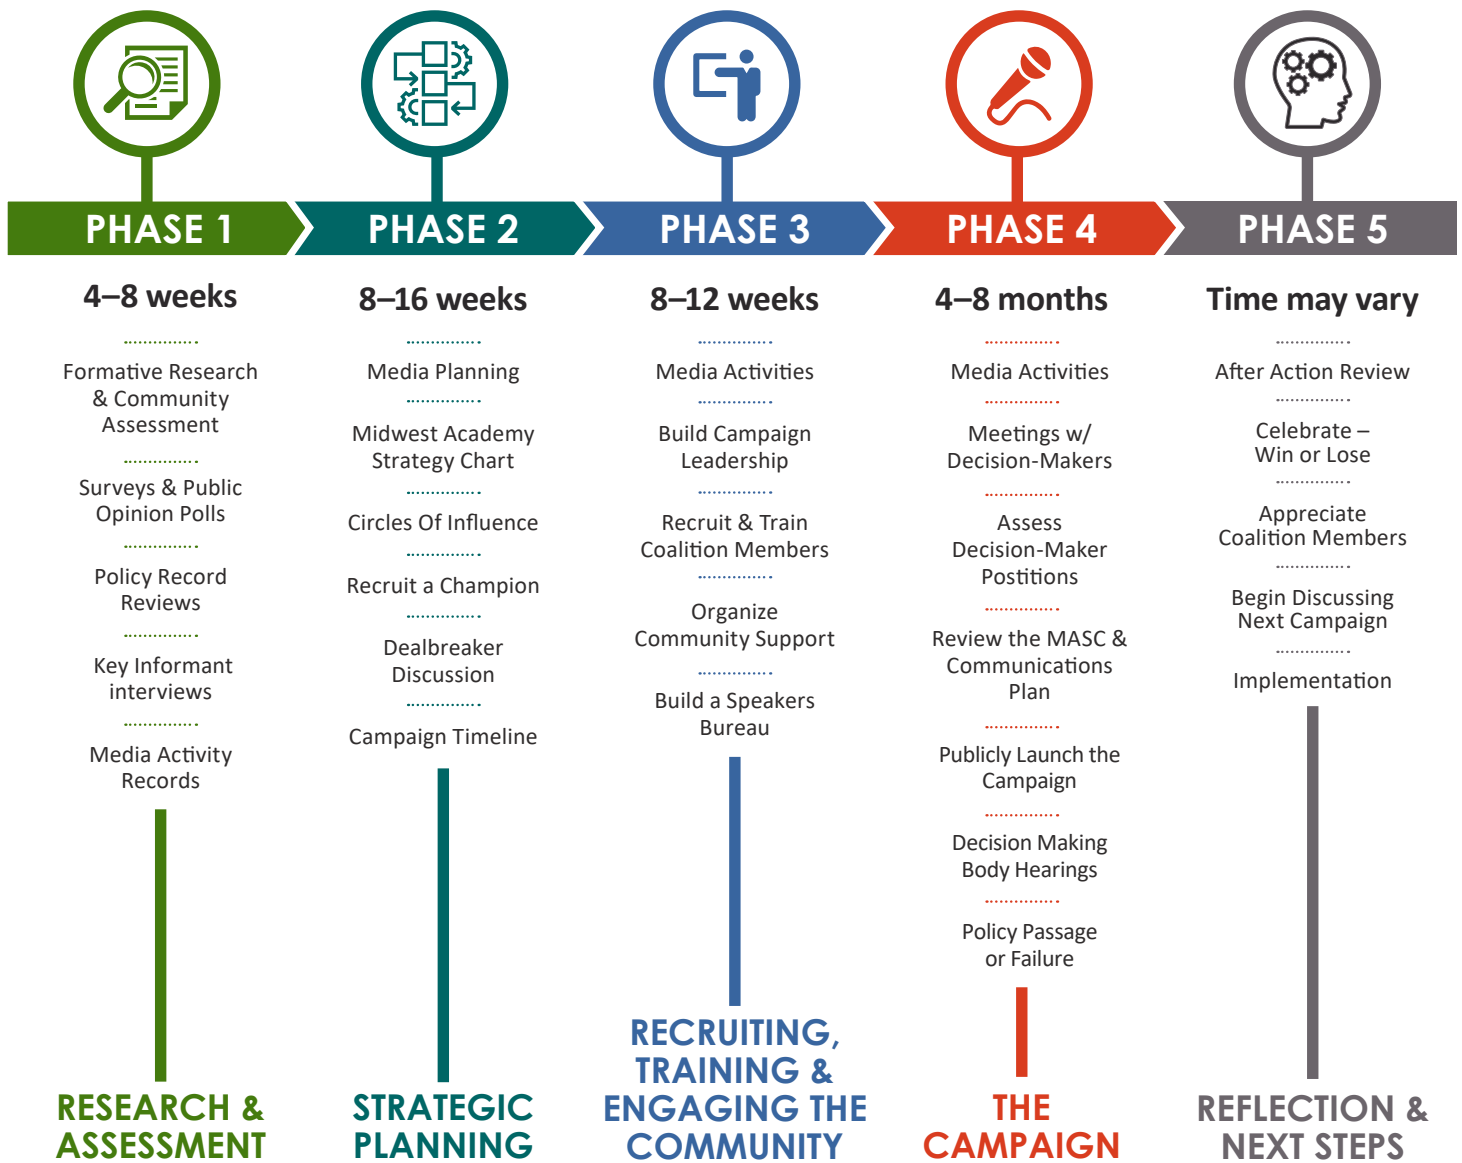 PHASE 1
4–8 weeks
Formative Research
& Community
Assessment
Surveys & Public
Opinion Polls
Policy Record
Reviews
Key Informant
interviews
Media Activity
Records
RESEARCH &
ASSESSMENT
PHASE 2
8–16 weeks
Media Planning
Midwest Academy
Strategy Chart
Circles Of Influence
Recruit a Champion
Dealbreaker
Discussion
Campaign Timeline
STRATEGIC
PLANNING
PHASE 3
8–12 weeks
Media Activities
Build Campaign
Leadership
Recruit & Train
Coalition Members
Organize
Community Support
Build a Speakers
Bureau
RECRUITING,
TRAINING &
ENGAGING THE
COMMUNITY
PHASE 4
4–8 months
Media Activities
Meetings w/
Decision-Makers
Assess
Decision-Maker
Postitions
Review the MASC &
Communications
Plan
Publicly Launch the
Campaign
Decision Making
Body Hearings
Policy Passage
or Failure
THE
CAMPAIGN
PHASE 5
Time may vary
After Action Review
Celebrate –
Win or Lose
Appreciate
Coalition Members
Begin Discussing
Next Campaign
Implementation
REFLECTION &
NEXT STEPS